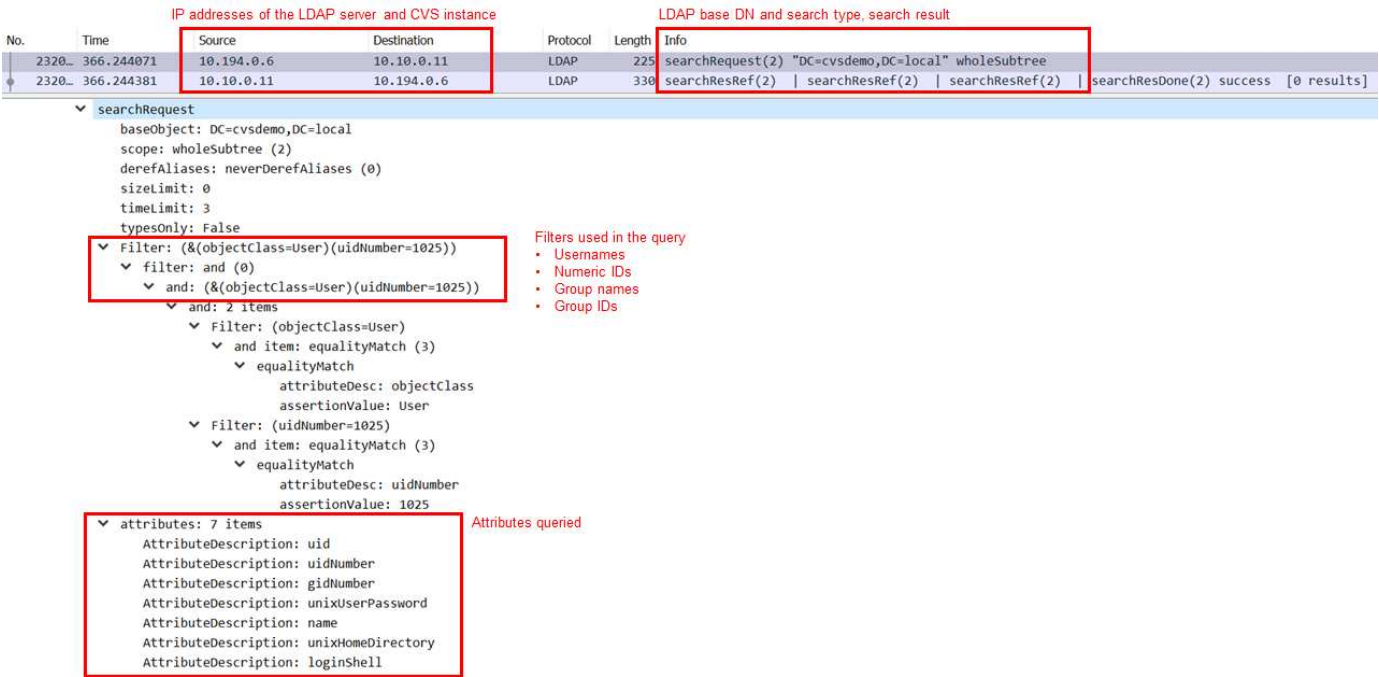 IP addresses of the LDAP server and CVS instance
LDAP base DN and search type, search result
No. Time Source Destination Protocol Length Info
2320… 366.244071 10.194.0.6 10.10.0.11 LDAP 225 searchRequest(2) "DC=cvsdemo,DC=local" wholeSubtree
2320… 366.244381 10.10.0.11 10.194.0.6 LDAP 330 searchResRef(2) | searchResRef(2) | searchResRef(2) | searchResDone(2) success [0 results]
searchRequest
baseObject: DC=cvsdemo,DC=local
scope: wholeSubtree (2)
derefAliases: neverDerefAliases (0)
sizeLimit: 0
timeLimit: 3
typesOnly: False
Filter: (&(objectClass=User)(uidNumber=1025))
filter: and (0)
and: (&(objectClass=User)(uidNumber=1025))
Filters used in the query
• Usernames
• Numeric IDs
• Group names
• Group IDs
and: 2 items
Filter: (objectClass=User)
and item: equalityMatch (3)
equalityMatch
attributeDesc: objectClass
assertionValue: User
Filter: (uidNumber=1025)
and item: equalityMatch (3)
equalityMatch
attributeDesc: uidNumber
assertionValue: 1025
attributes: 7 items
Attributes queried
AttributeDescription: uid
AttributeDescription: uidNumber
AttributeDescription: gidNumber
AttributeDescription: unixUserPassword
AttributeDescription: name
AttributeDescription: unixHomeDirectory
AttributeDescription: loginShell